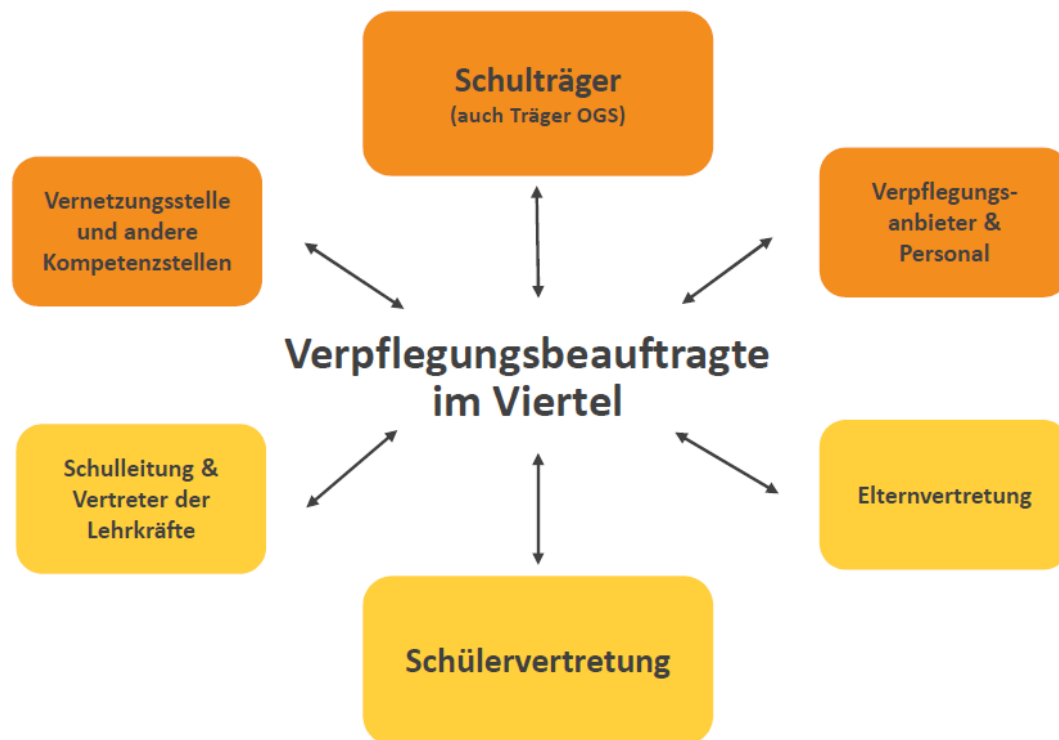 Schulträger
(auch Träger OGS)
Vernetzungsstelle
und andere
Kompetenzstellen
Verpflegungs-
anbieter &
Personal
Verpflegungsbeauftragte
im Viertel
Schulleitung &
Vertreter der
Lehrkräfte
Elternvertretung
Schülervertretung